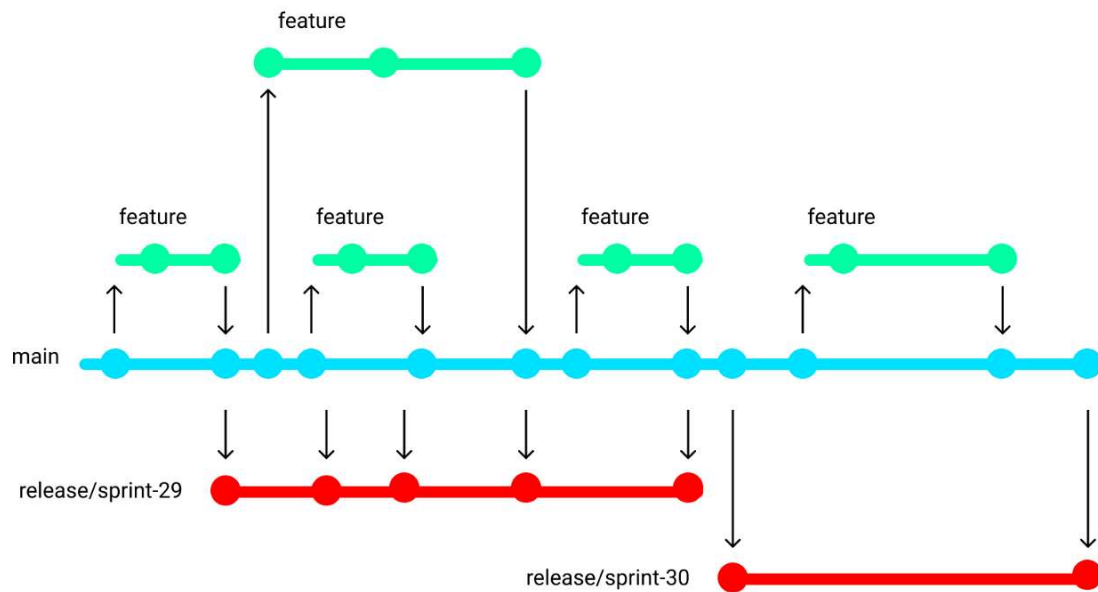 feature
feature
feature
feature
feature
main
release/sprint-29
release/sprint-30